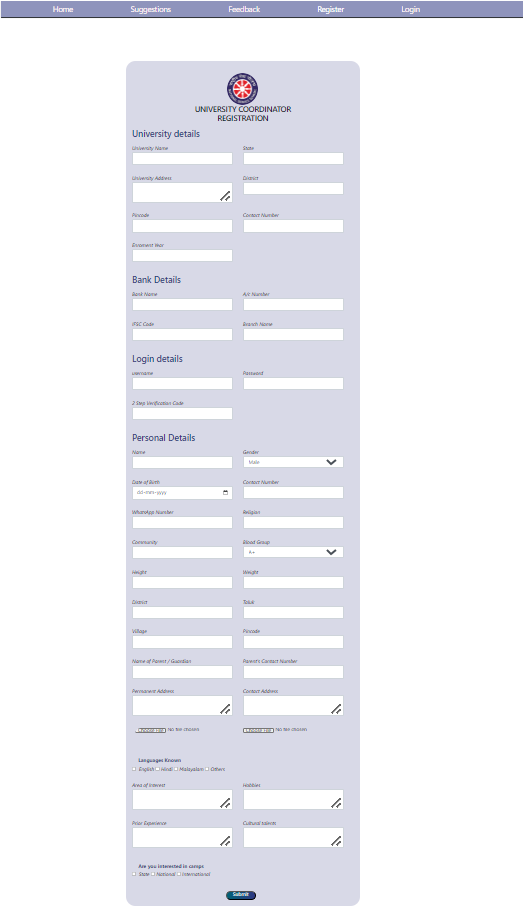 Home Suggestions Feedback Register Login
UNIVERSITY COORDINATOR
REGISTRATION
University details
University Name State
University Address District
Pincode Contact Number
Enroment Year
Bank Details
Bank Name A/c Number
IFSC Code Branch Name
Login details
username Password
2 Step Verification Code
Personal Details
Name Gender
Male
Date of Birth Contact Number
dd-mm-yyyy
WhatsApp Number Religion
Community Blood Group
A+
Height Weight
District Taluk
Village Pincode
Name of Parent / Guardian Parent's Contact Number
Permanent Address Contact Address
Choose File No file chosen Choose File No file chosen
Languages Known
English Hindi Malayalam Others
Area of Interest Hobbies
Prior Experience Cultural talents
Are you interested in camps
State National International
Submit